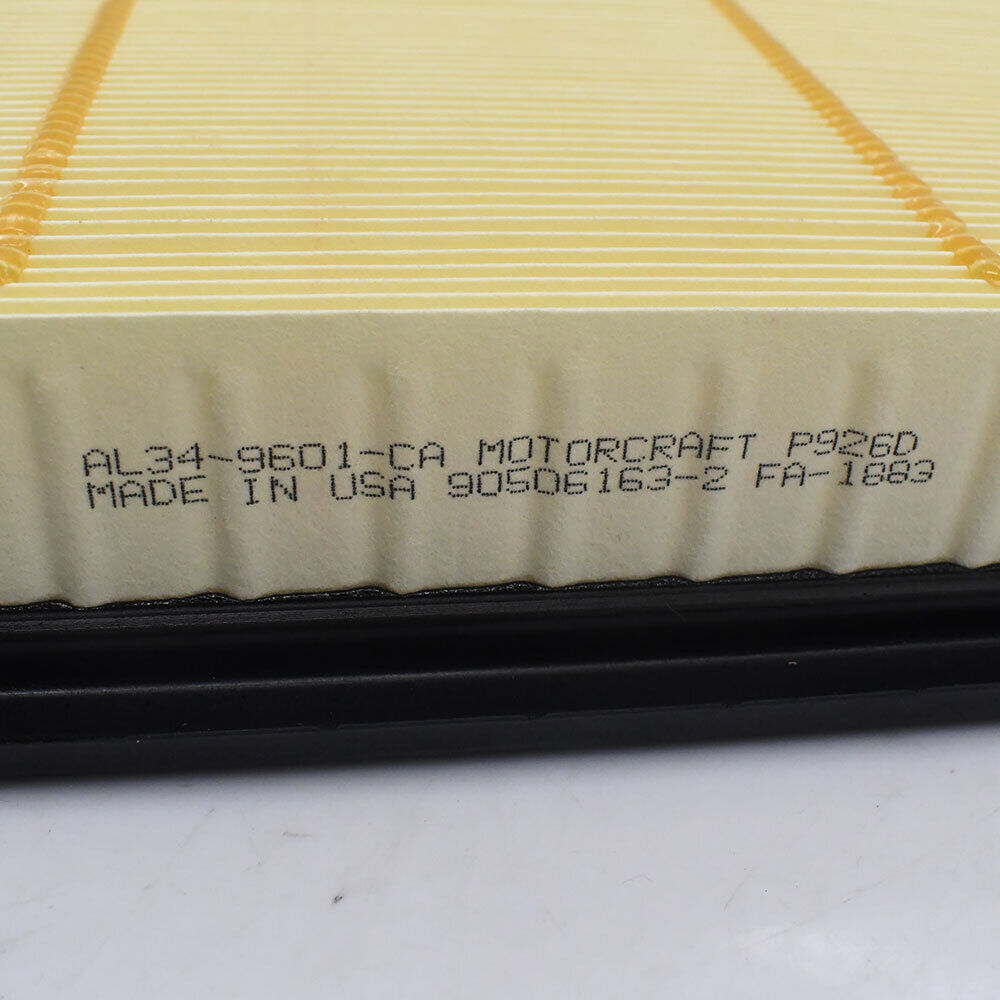 AL34-9601-CA MOTORCRAFT P926D
MADE IN USA 90506163-2 FA-1883